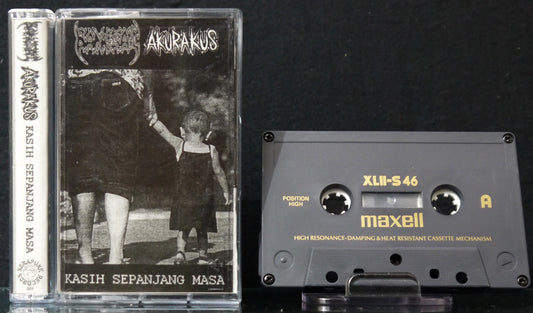 AKURAKUS
KASIH SEPANJANG MASA
AKURAKUS
KASIH SEPANJANG MASA
XLII-S 46
POSITION
HIGH
A
maxell
HIGH RESONANCE-DAMPING & HEAT RESISTANT CASSETTE MECHANISM